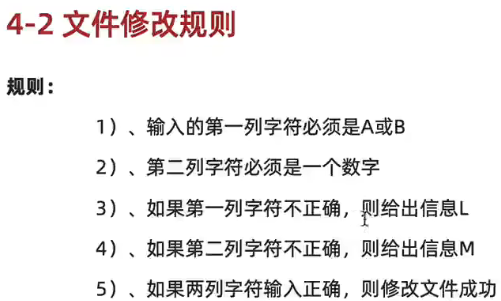 4-2 文件修改规则
规则：
1）、输入的第一列字符必须是A或B
2）、第二列字符必须是一个数字
3）、如果第一列字符不正确，则给出信息L
4）、如果第二列字符不正确，则给出信息M
5）、如果两列字符输入正确，则修改文件成功